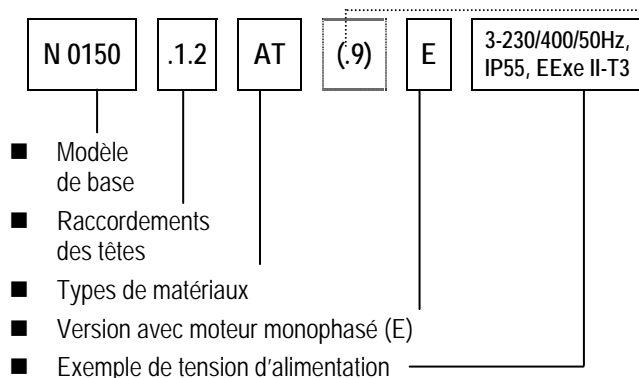 N 0150 .1.2 AT (.9) E 3-230/400/50Hz,
IP55, EExe II-T3
■ Modèle
de base
■ Raccordements
des têtes
■ Types de matériaux
■ Version avec moteur monophasé (E)
■ Exemple de tension d'alimentation